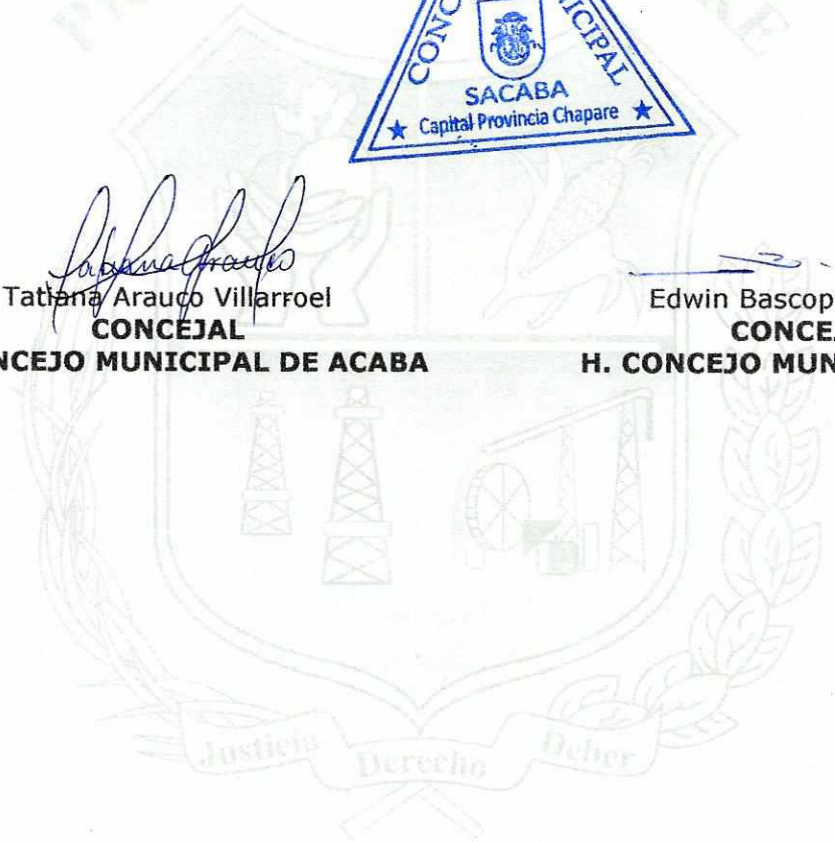 SACABA
★ Capital Provincia Chapare ★
Tatiana Arauco Villarroel
CONCEJAL
NCEJO MUNICIPAL DE ACABA
Edwin Bascop
CONCE
H. CONCEJO MUN
Justicia Derecho Deber